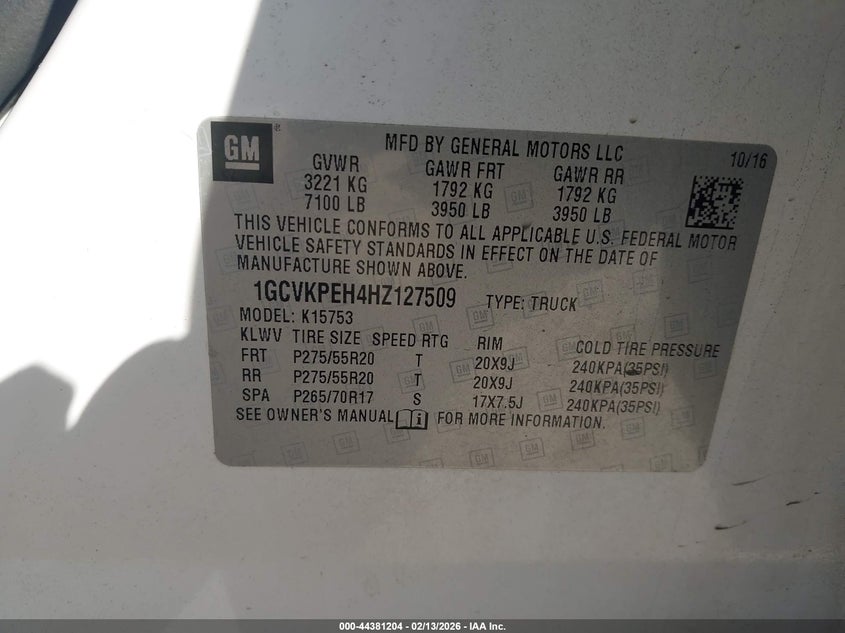 GM
MFD BY GENERAL MOTORS LLC 10/16
GVWR GAWR FRT GAWR RR
3221 KG 1792 KG 1792 KG
7100 LB 3950 LB 3950 LB
THIS VEHICLE CONFORMS TO ALL APPLICABLE U.S. FEDERAL MOTOR
VEHICLE SAFETY STANDARDS IN EFFECT ON THE DATE OF
MANUFACTURE SHOWN ABOVE.
1GCVKPEH4HZ127509 TYPE: TRUCK
MODEL: K15753
KLWV TIRE SIZE SPEED RTG RIM COLD TIRE PRESSURE
FRT P275/55R20 T 20X9J 240KPA(35PSI)
RR P275/55R20 T 20X9J 240KPA(35PSI)
SPA P265/70R17 S 17X7.5J 240KPA(35PSI)
SEE OWNER'S MANUAL FOR MORE INFORMATION.
000-44381204 - 02/13/2026 - IAA Inc.